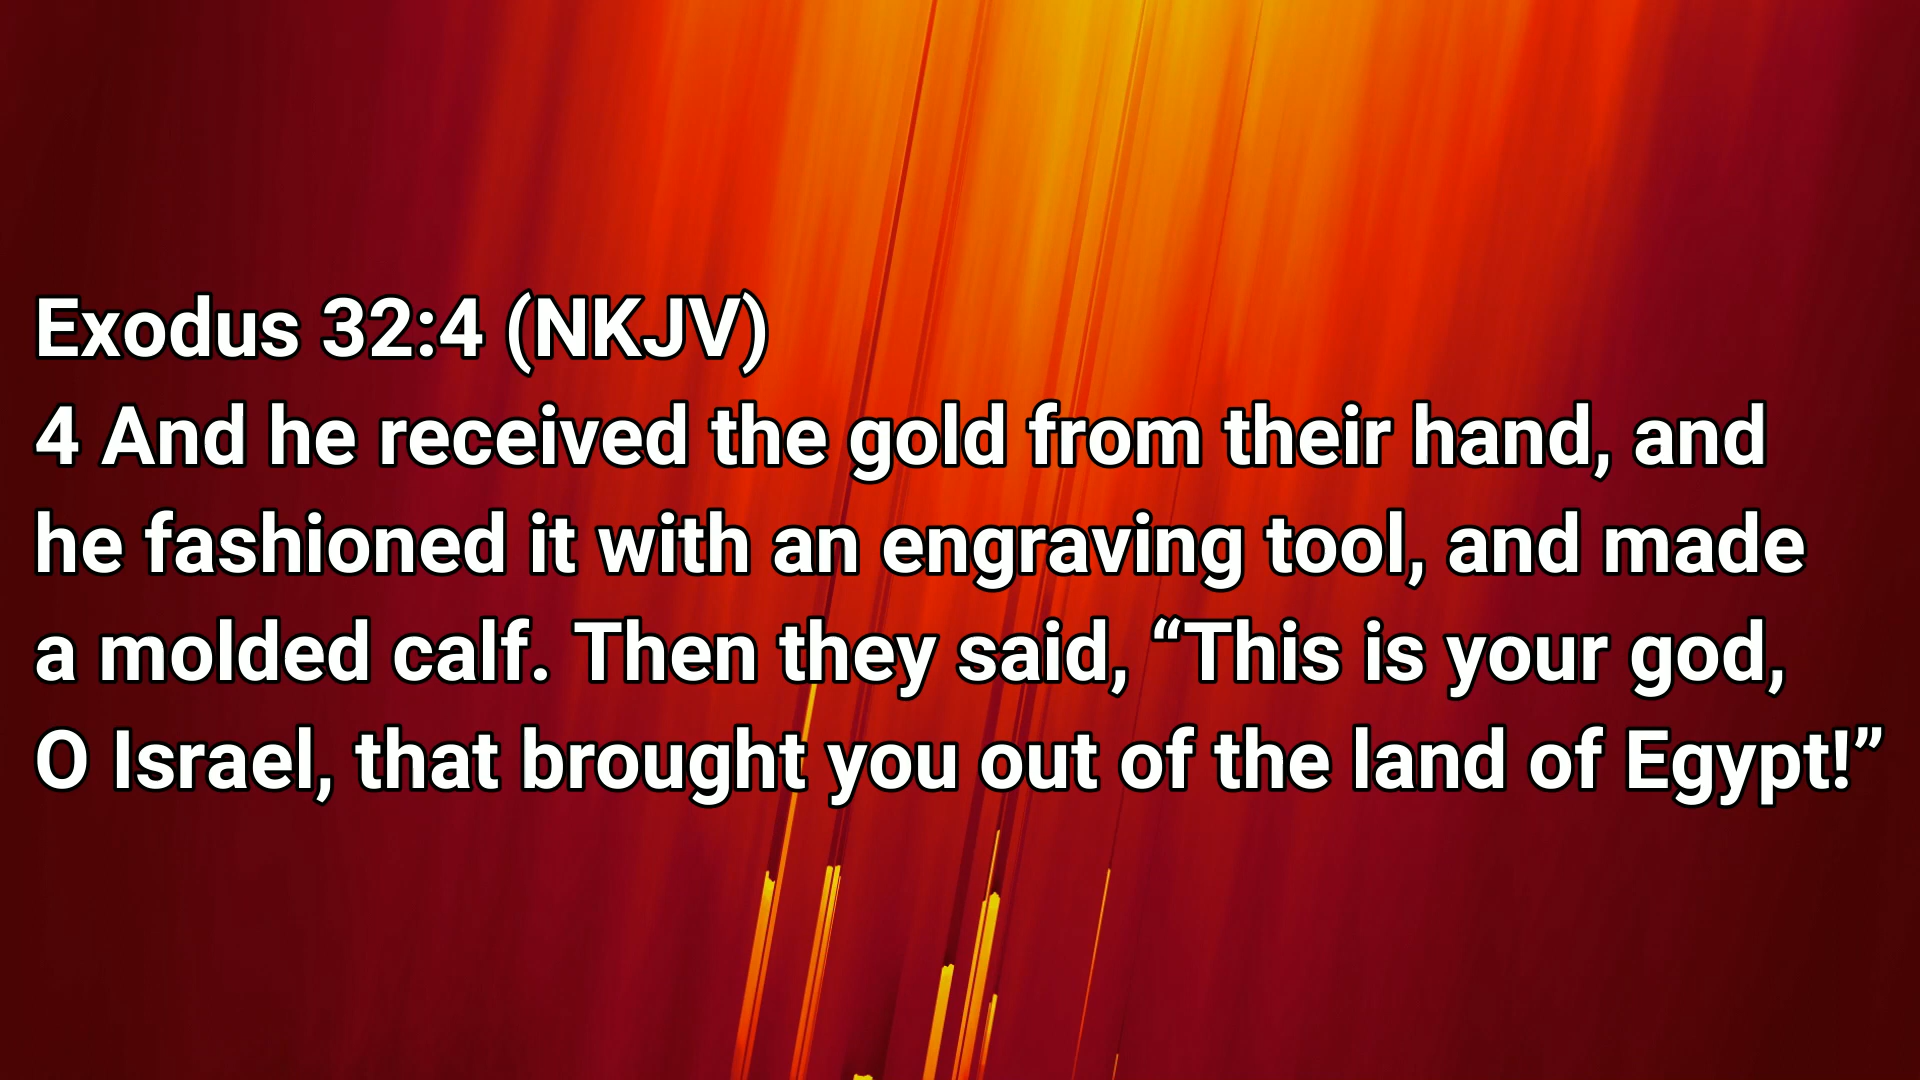 Exodus 32:4 (NKJV)
4 And he received the gold from their hand, and
he fashioned it with an engraving tool, and made
a molded calf. Then they said, “This is your god,
O Israel, that brought you out of the land of Egypt!”